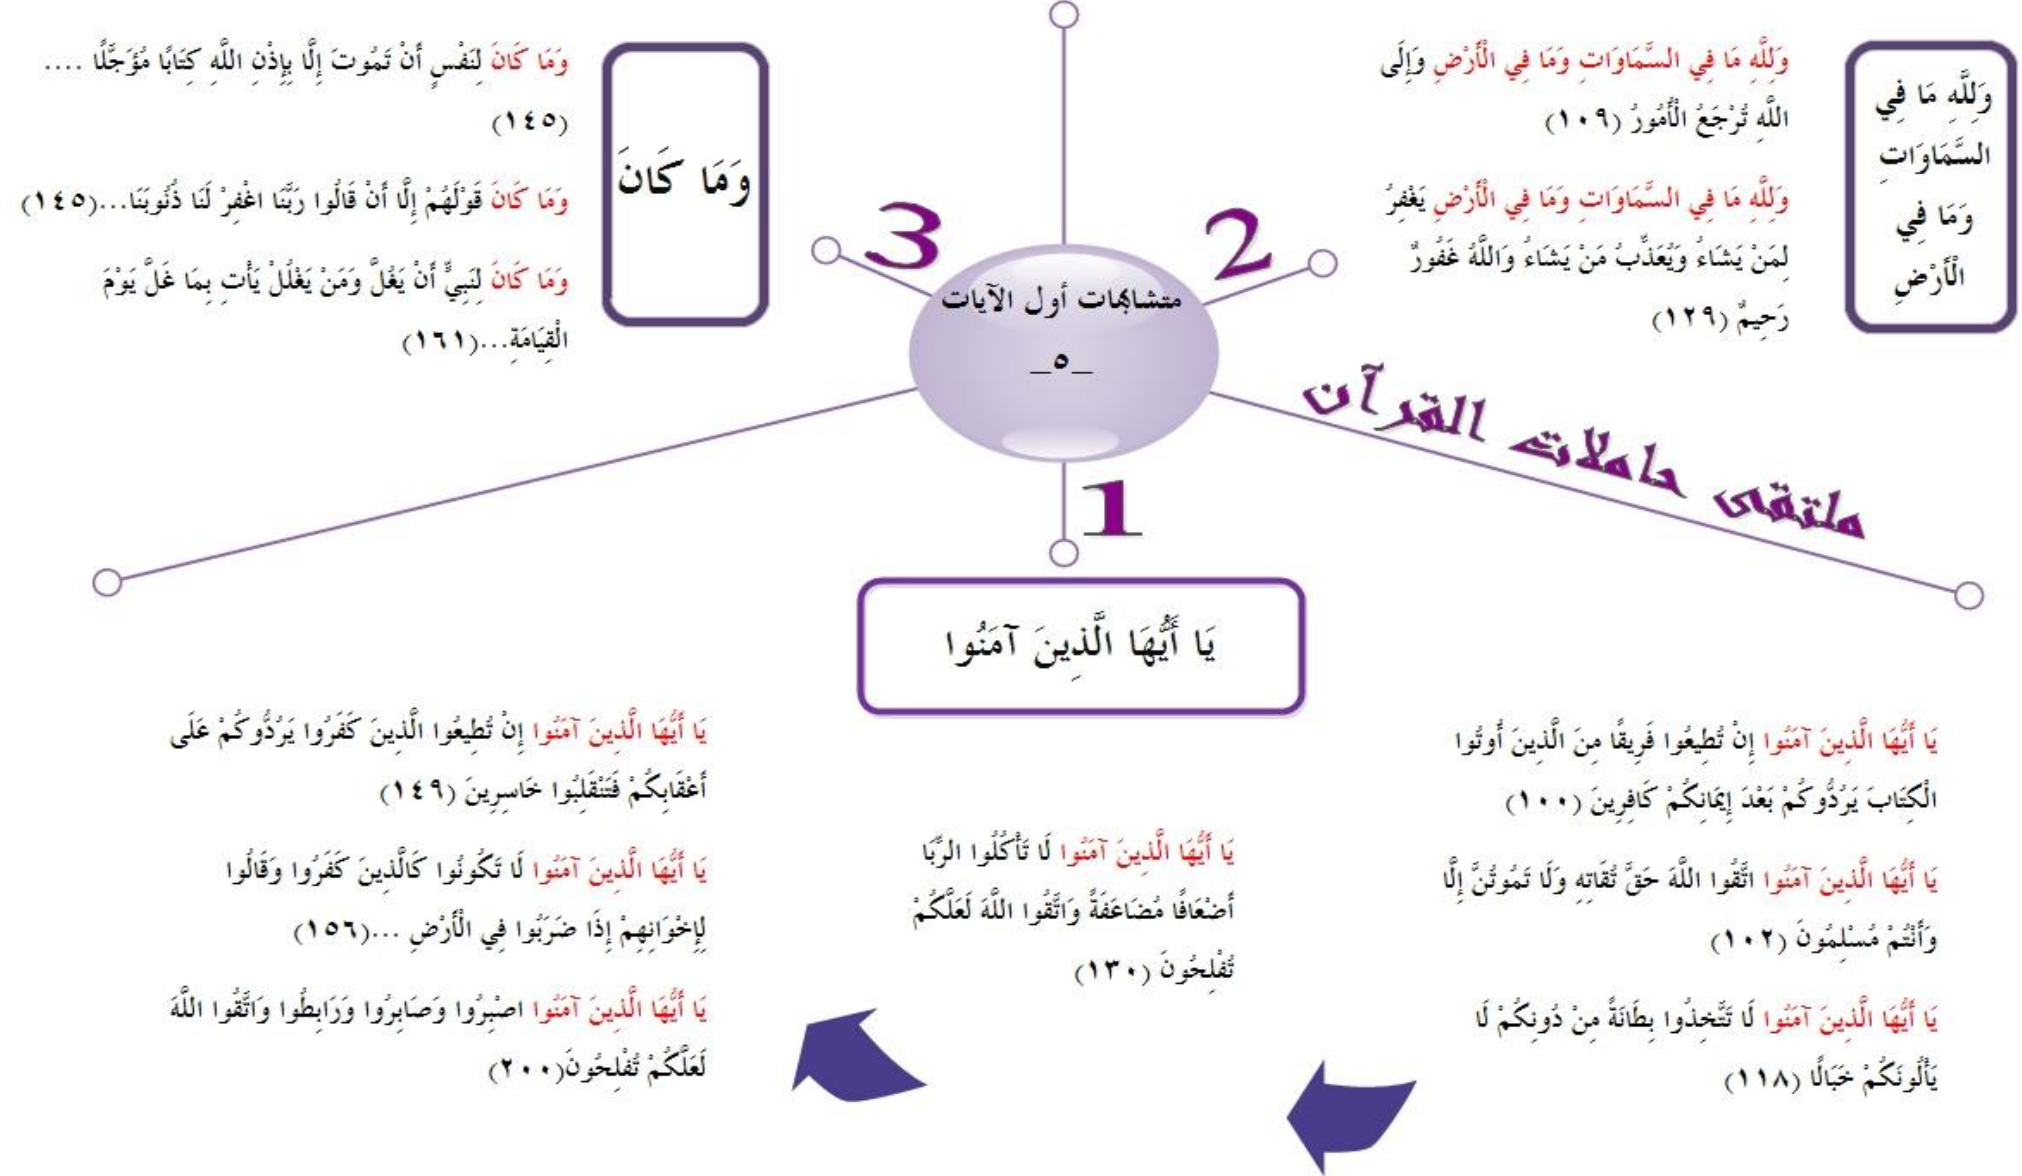 متشابهات أول الآيات
_٥_
1
يَا أَيُّهَا الَّذِينَ آمَنُوا
يَا أَيُّهَا الَّذِينَ آمَنُوا إِنْ تُطِيعُوا فَرِيقًا مِنَ الَّذِينَ أُوتُوا
الْكِتَابَ يَرُدُّوكُمْ بَعْدَ إِيمَانِكُمْ كَافِرِينَ (١٠٠)
يَا أَيُّهَا الَّذِينَ آمَنُوا اتَّقُوا اللَّهَ حَقَّ تُقَاتِهِ وَلَا تَمُوتُنَّ إِلَّا
وَأَنْتُمْ مُسْلِمُونَ (١٠٢)
يَا أَيُّهَا الَّذِينَ آمَنُوا لَا تَتَّخِذُوا بِطَانَةً مِنْ دُونِكُمْ لَا
يَأْلُونَكُمْ خَبَالًا (١١٨)
يَا أَيُّهَا الَّذِينَ آمَنُوا لَا تَأْكُلُوا الرِّبَا
أَضْعَافًا مُضَاعَفَةً وَاتَّقُوا اللَّهَ لَعَلَّكُمْ
تُفْلِحُونَ (١٣٠)
يَا أَيُّهَا الَّذِينَ آمَنُوا إِنْ تُطِيعُوا الَّذِينَ كَفَرُوا يَرُدُّوكُمْ عَلَى
أَعْقَابِكُمْ فَتَنْقَلِبُوا خَاسِرِينَ (١٤٩)
يَا أَيُّهَا الَّذِينَ آمَنُوا لَا تَكُونُوا كَالَّذِينَ كَفَرُوا وَقَالُوا
لِإِخْوَانِهِمْ إِذَا ضَرَبُوا فِي الْأَرْضِ ...(١٥٦)
يَا أَيُّهَا الَّذِينَ آمَنُوا اصْبِرُوا وَصَابِرُوا وَرَابِطُوا وَاتَّقُوا اللَّهَ
لَعَلَّكُمْ تُفْلِحُونَ(٢٠٠)
2
وَلِلَّهِ مَا فِي
السَّمَاوَاتِ
وَمَا فِي
الْأَرْضِ
وَلِلَّهِ مَا فِي السَّمَاوَاتِ وَمَا فِي الْأَرْضِ وَإِلَى
اللَّهِ تُرْجَعُ الْأُمُورُ (١٠٩)
وَلِلَّهِ مَا فِي السَّمَاوَاتِ وَمَا فِي الْأَرْضِ يَغْفِرُ
لِمَنْ يَشَاءُ وَيُعَذِّبُ مَنْ يَشَاءُ وَاللَّهُ غَفُورٌ
رَحِيمٌ (١٢٩)
3
وَمَا كَانَ
وَمَا كَانَ لِنَفْسٍ أَنْ تَمُوتَ إِلَّا بِإِذْنِ اللَّهِ كِتَابًا مُؤَجَّلًا ....
(١٤٥)
وَمَا كَانَ قَوْلَهُمْ إِلَّا أَنْ قَالُوا رَبَّنَا اغْفِرْ لَنَا ذُنُوبَنَا...(١٤٥)
وَمَا كَانَ لِنَبِيٍّ أَنْ يَغُلَّ وَمَنْ يَغْلُلْ يَأْتِ بِمَا غَلَّ يَوْمَ
الْقِيَامَةِ...(١٦١)
ملتقى حاملات القرآن